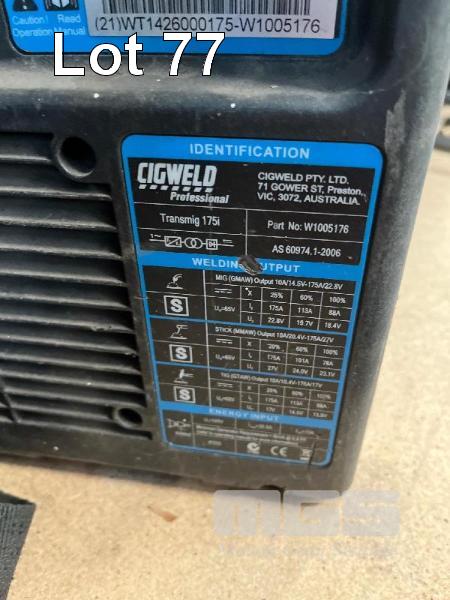 Caution! Read
Operation Manual
(21)WT1426000175-W1005176
Lot 77
IDENTIFICATION
CIGWELD
Professional
CIGWELD PTY. LTD.
71 GOWER ST, Preston,
VIC, 3072, AUSTRALIA.
Transmig 175i
Part No: W1005176
1~
AS 60974.1-2006
WELDING OUTPUT
MIG (GMAW) Output 10A/14.5V-175A/22.8V
X 25% 60% 100%
S U₀=65V I₂ 175A 113A 88A
U₂ 22.8V 19.7V 18.4V
STICK (MMAW) Output 10A/20.4V-175A/27V
X 20% 60% 100%
S U₀=65V I₂ 175A 101A 78A
U₂ 27V 24.0V 23.1V
TIG (GTAW) Output 10A/10.4V-175A/17V
X 25% 60% 100%
S U₀=65V I₂ 175A 113A 88A
U₂ 17V 14.5V 13.5V
ENERGY INPUT
MGS